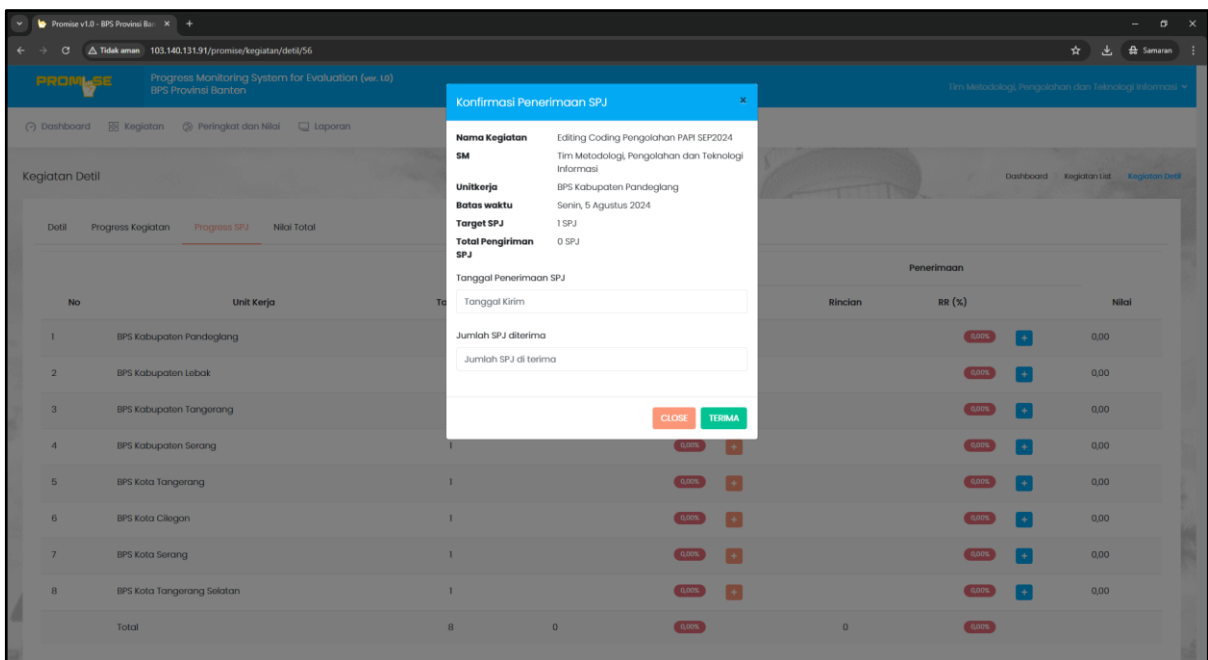 Promise v1.0 - BPS Provinsi Ban
Tidak aman 103.140.131.91/promise/kegiatan/detil/56
Samaran
PROMISE
Progress Monitoring System for Evaluation (ver. 1.0)
BPS Provinsi Banten
Tim Metodologi, Pengolahan dan Teknologi Informasi
Dashboard Kegiatan Peringkat dan Nilai Laporan
Kegiatan Detil
Dashboard Kegiatan List Kegiatan Detil
Detil Progress Kegiatan Progress SPJ Nilai Total
Konfirmasi Penerimaan SPJ ×
Nama Kegiatan Editing Coding Pengolahan PAPI SEP2024
SM Tim Metodologi, Pengolahan dan Teknologi
Informasi
Unitkerja BPS Kabupaten Pandeglang
Batas waktu Senin, 5 Agustus 2024
Target SPJ 1 SPJ
Total Pengiriman 0 SPJ
SPJ
Tanggal Penerimaan SPJ
Tanggal Kirim
Jumlah SPJ diterima
Jumlah SPJ di terima
CLOSE TERIMA
Penerimaan
No Unit Kerja Ta Rincian RR (%) Nilai
1 BPS Kabupaten Pandeglang 0,00% + 0,00
2 BPS Kabupaten Lebak 0,00% + 0,00
3 BPS Kabupaten Tangerang 0,00% + 0,00
4 BPS Kabupaten Serang 1 0,00% + 0,00% + 0,00
5 BPS Kota Tangerang 1 0,00% + 0,00% + 0,00
6 BPS Kota Cilegon 1 0,00% + 0,00% + 0,00
7 BPS Kota Serang 1 0,00% + 0,00% + 0,00
8 BPS Kota Tangerang Selatan 1 0,00% + 0,00% + 0,00
Total 8 0 0,00% 0 0,00%